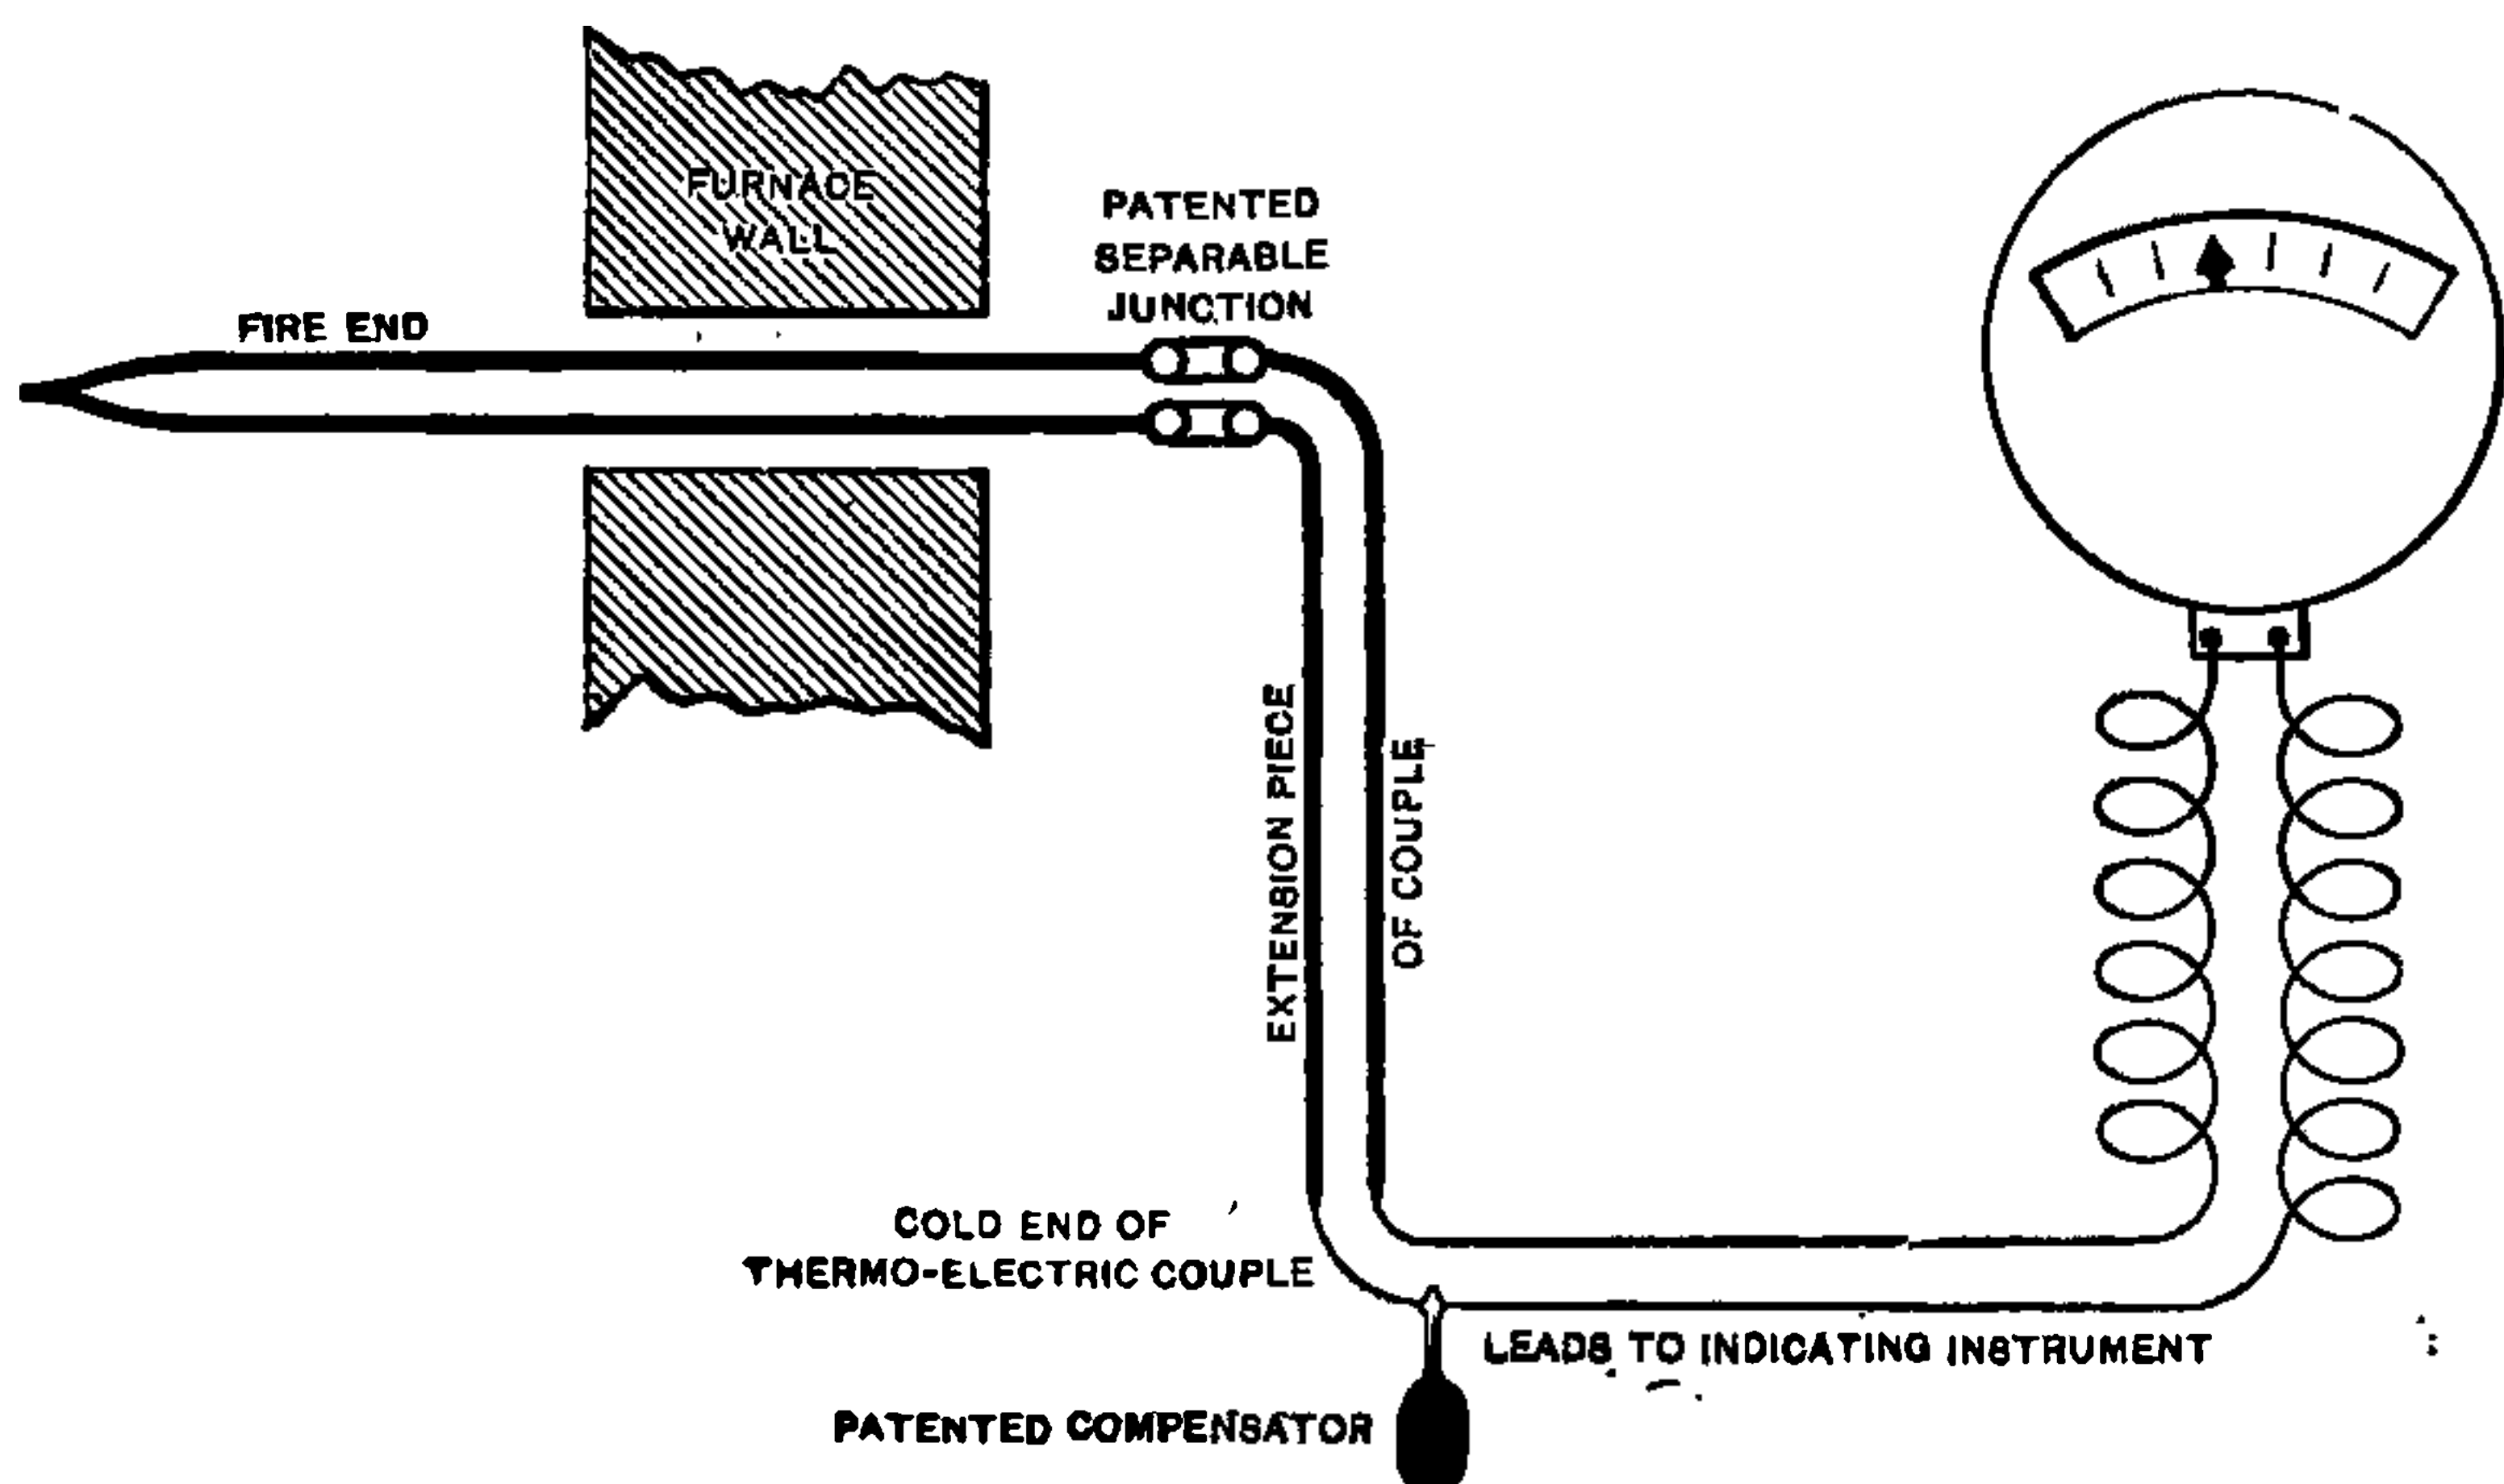 FURNACE
WALL
PATENTED
SEPARABLE
JUNCTION
FIRE END
EXTENSION PIECE
OF COUPLE
COLD END OF
THERMO-ELECTRIC COUPLE
LEADS TO INDICATING INSTRUMENT
PATENTED COMPENSATOR